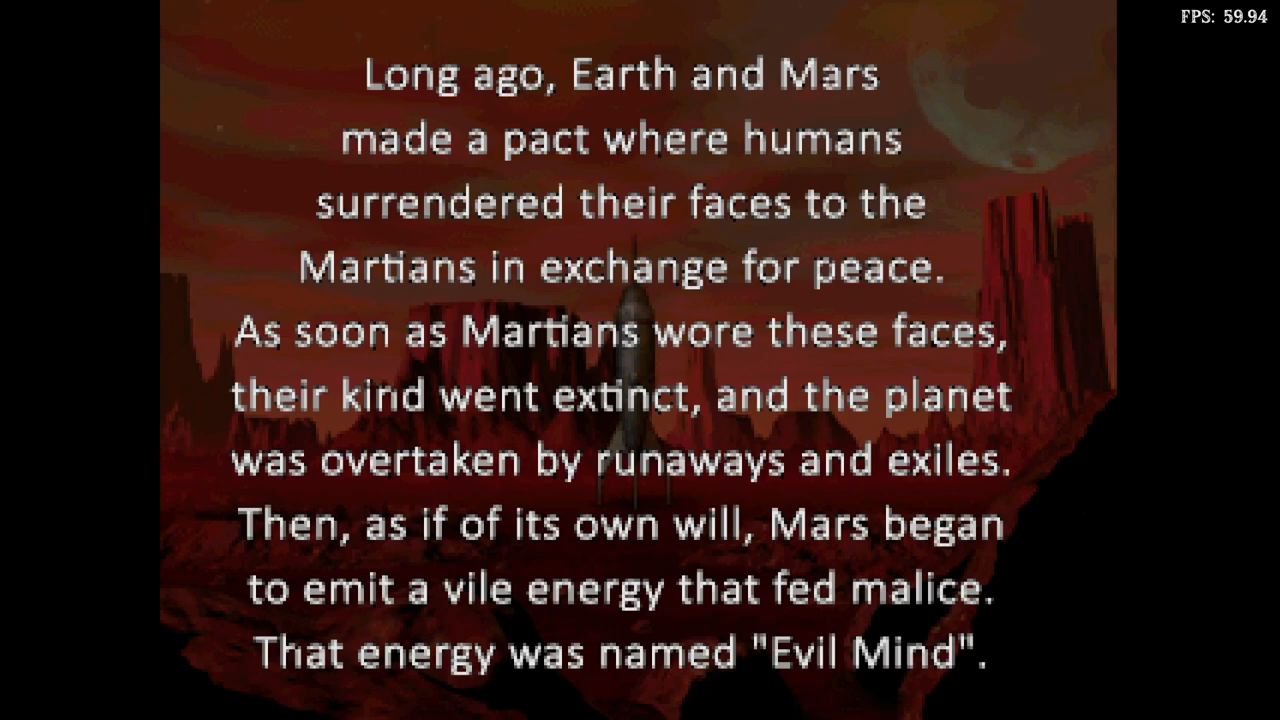 FPS: 59.94
Long ago, Earth and Mars
made a pact where humans
surrendered their faces to the
Martians in exchange for peace.
As soon as Martians wore these faces,
their kind went extinct, and the planet
was overtaken by runaways and exiles.
Then, as if of its own will, Mars began
to emit a vile energy that fed malice.
That energy was named "Evil Mind".